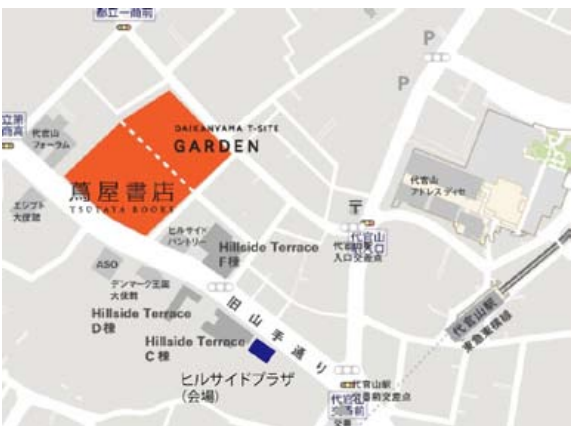 都立一商前
P
P
DAIKANYAMA T-SITE
GARDEN
代官山
フォーラム
蔦屋書店
TSUTAYA BOOKS
エジプト
大使館
代官山
アドレスディセ
〒
ヒルサイド
パントリー
Hillside Terrace
F棟
入口交差点
ASO
デンマーク王国
大使館
Hillside Terrace
D棟
旧山手通り
代官山駅
東急東横線
Hillside Terrace
C棟
ヒルサイドプラザ
(会場)
代官山駅